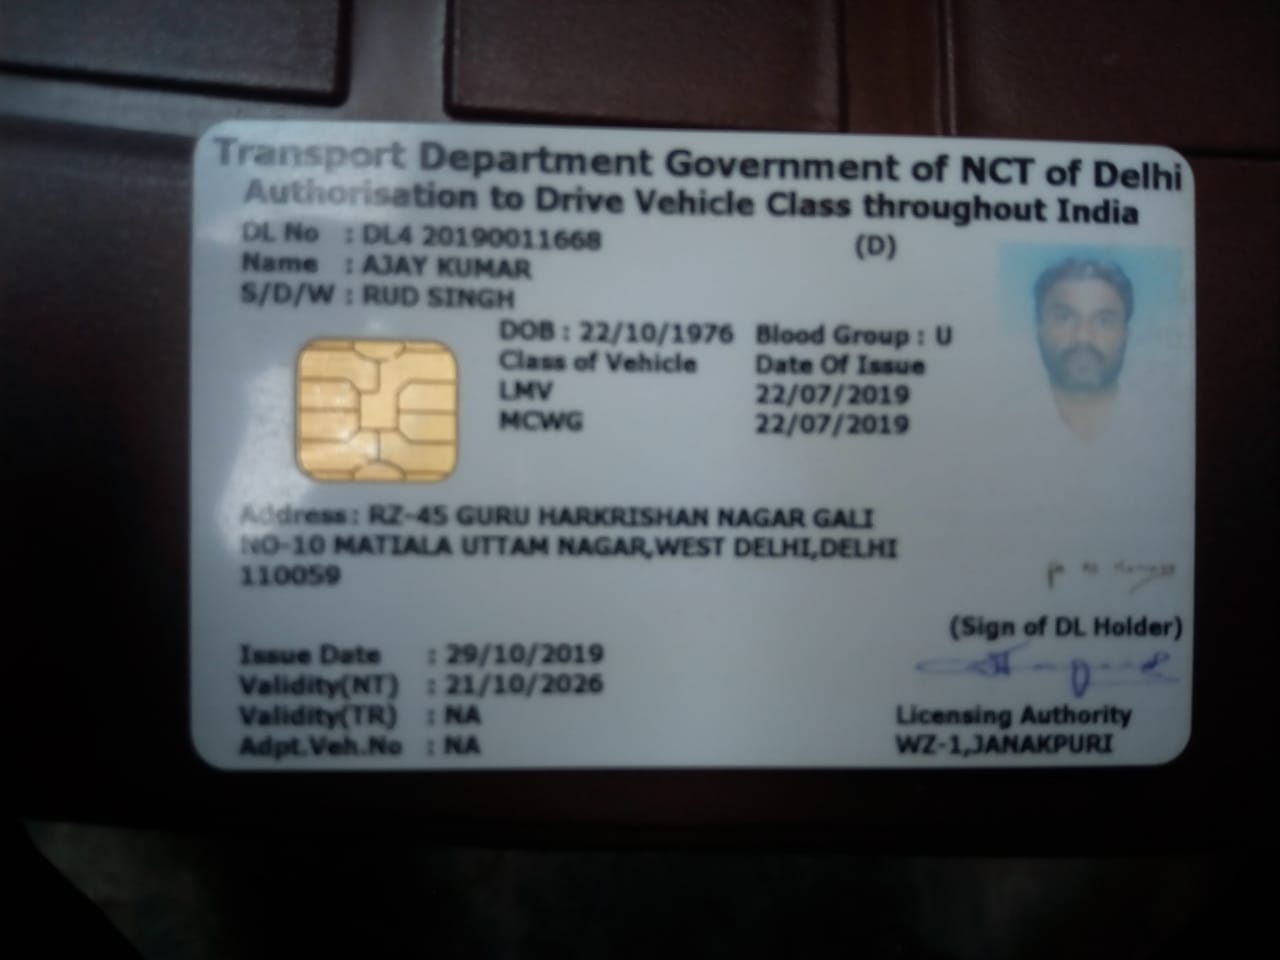 Transport Department Government of NCT of Delhi
Authorisation to Drive Vehicle Class throughout India
DL No : DL4 20190011668 (D)
Name : AJAY KUMAR
S/D/W : RUD SINGH
DOB : 22/10/1976 Blood Group : U
Class of Vehicle Date Of Issue
LMV 22/07/2019
MCWG 22/07/2019
Address: RZ-45 GURU HARKRISHAN NAGAR GALI
NO-10 MATIALA UTTAM NAGAR,WEST DELHI,DELHI
110059
(Sign of DL Holder)
Issue Date : 29/10/2019
Validity(NT) : 21/10/2026
Validity(TR) : NA
Adpt.Veh.No : NA
Licensing Authority
WZ-1,JANAKPURI